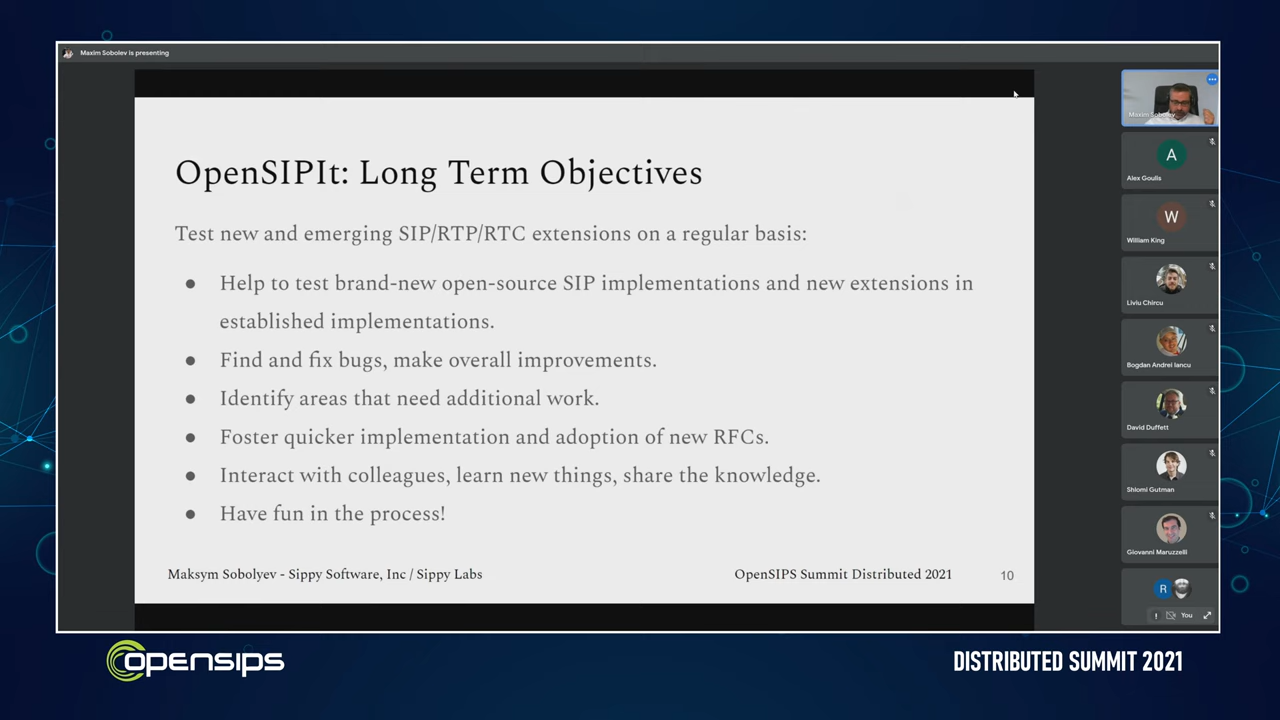 Maxim Sobolev is presenting
OpenSIPIt: Long Term Objectives
Test new and emerging SIP/RTP/RTC extensions on a regular basis:
● Help to test brand-new open-source SIP implementations and new extensions in
established implementations.
● Find and fix bugs, make overall improvements.
● Identify areas that need additional work.
● Foster quicker implementation and adoption of new RFCs.
● Interact with colleagues, learn new things, share the knowledge.
● Have fun in the process!
Maksym Sobolyev - Sippy Software, Inc / Sippy Labs
OpenSIPS Summit Distributed 2021
10
Maxim Sobolev
A
Alex Goulis
W
William King
Liviu Chircu
Bogdan Andrei Iancu
David Duffett
Shlomi Gutman
Giovanni Maruzzelli
R
You
opensips
DISTRIBUTED SUMMIT 2021